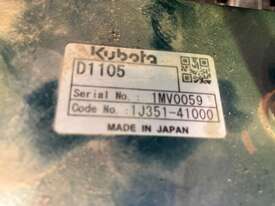 Kubota
D1105
Serial No. : 1MV0059
Code No. : 1J351-41000
MADE IN JAPAN